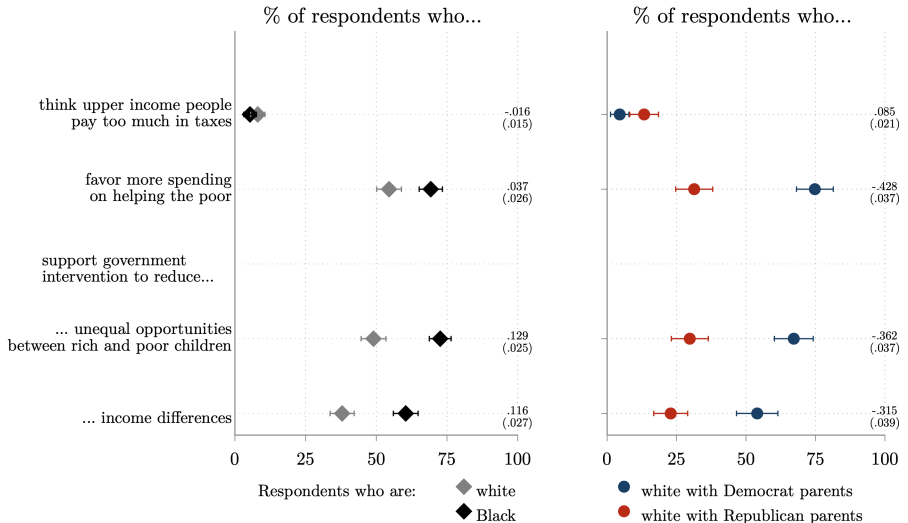 % of respondents who...
% of respondents who...
think upper income people
pay too much in taxes
-.016
(.015)
.085
(.021)
favor more spending
on helping the poor
.037
(.026)
-.428
(.037)
support government
intervention to reduce...
... unequal opportunities
between rich and poor children
.129
(.025)
-.362
(.037)
... income differences
.116
(.027)
-.315
(.039)
0 25 50 75 100
0 25 50 75 100
Respondents who are:
white
Black
white with Democrat parents
white with Republican parents